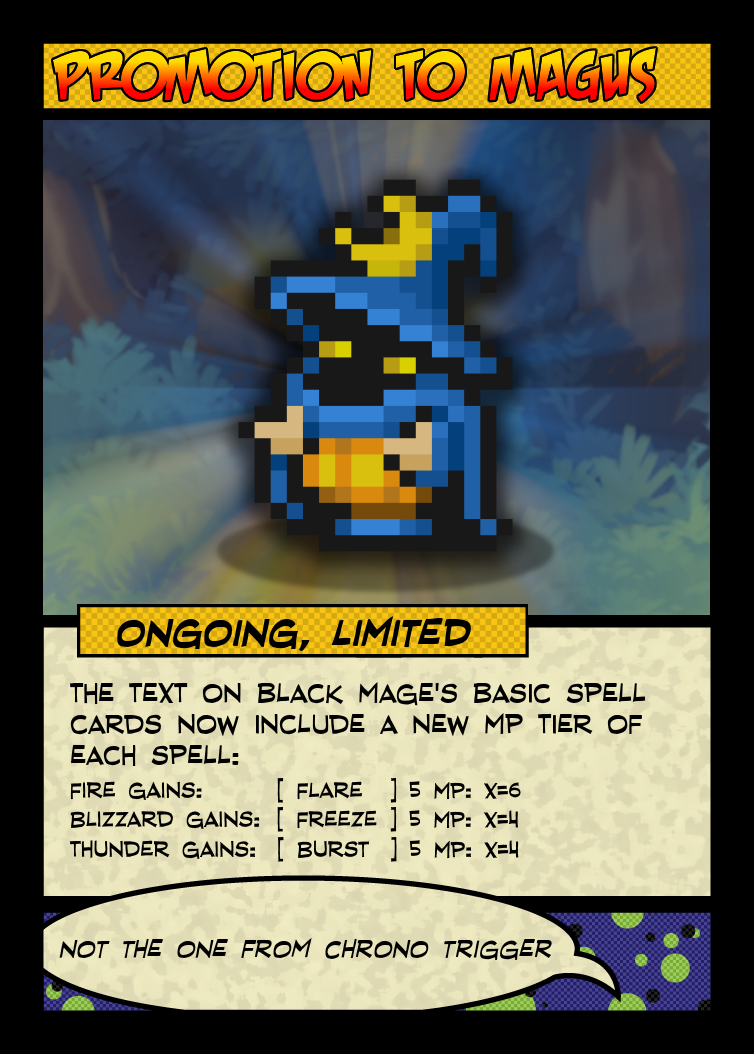 PROMOTION TO MAGUS
ONGOING, LIMITED
THE TEXT ON BLACK MAGE'S BASIC SPELL
CARDS NOW INCLUDE A NEW MP TIER OF
EACH SPELL:
FIRE GAINS: [ FLARE ] 5 MP: X=6
BLIZZARD GAINS: [ FREEZE ] 5 MP: X=4
THUNDER GAINS: [ BURST ] 5 MP: X=4
NOT THE ONE FROM CHRONO TRIGGER